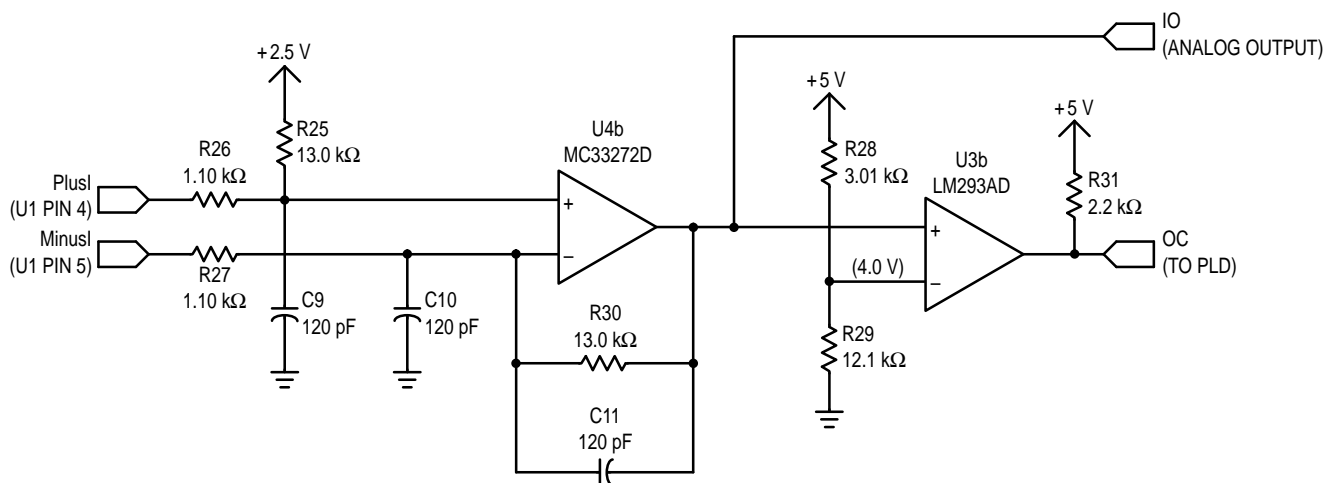 IO
(ANALOG OUTPUT)
+2.5 V
+5 V
+5 V
R25
13.0 kΩ
U4b
MC33272D
R26
1.10 kΩ
R28
3.01 kΩ
U3b
LM293AD
R31
2.2 kΩ
PlusI
(U1 PIN 4)
+
+
MinusI
(U1 PIN 5)
−
R27
1.10 kΩ
(4.0 V)
−
OC
(TO PLD)
C9
120 pF
C10
120 pF
R30
13.0 kΩ
R29
12.1 kΩ
C11
120 pF